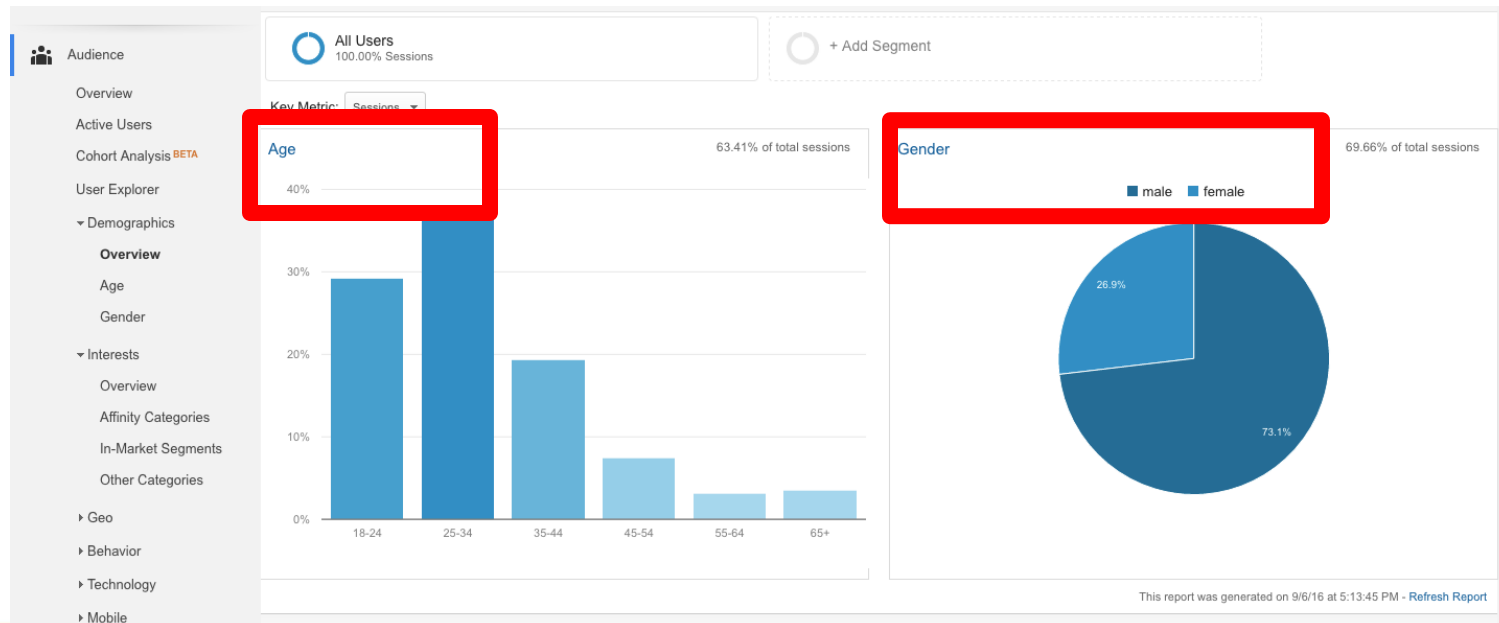 Audience
Overview
Active Users
Cohort Analysis BETA
User Explorer
Demographics
Overview
Age
Gender
Interests
Overview
Affinity Categories
In-Market Segments
Other Categories
Geo
Behavior
Technology
Mobile
All Users
100.00% Sessions
+ Add Segment
Key Metric: Sessions
Age
63.41% of total sessions
40%
30%
20%
10%
0%
18-24 25-34 35-44 45-54 55-64 65+
Gender
69.66% of total sessions
male female
26.9%
73.1%
This report was generated on 9/6/16 at 5:13:45 PM - Refresh Report